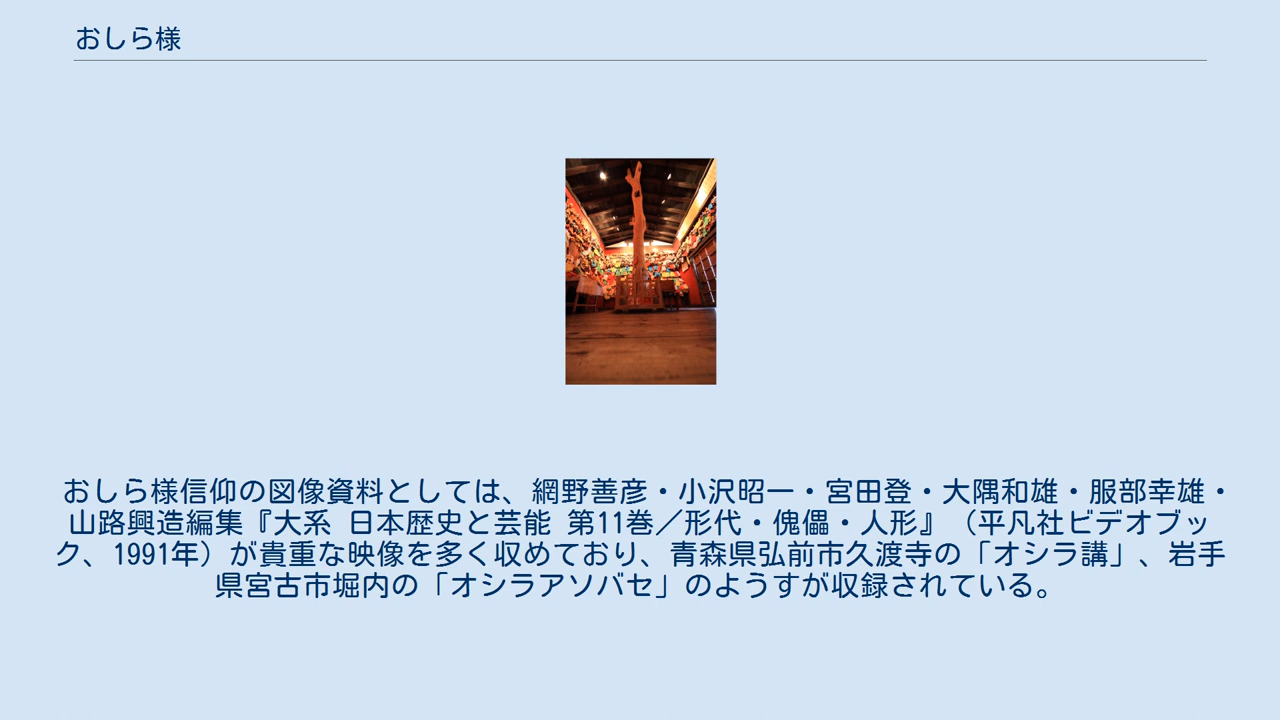 おしら様
おしら様信仰の図像資料としては、網野善彦・小沢昭一・宮田登・大隅和雄・服部幸雄・
山路興造編集『大系 日本歴史と芸能 第11巻／形代・傀儡・人形』（平凡社ビデオブッ
ク、1991年）が貴重な映像を多く収めており、青森県弘前市久渡寺の「オシラ講」、岩手
県宮古市堀内の「オシラアソバセ」のようすが収録されている。